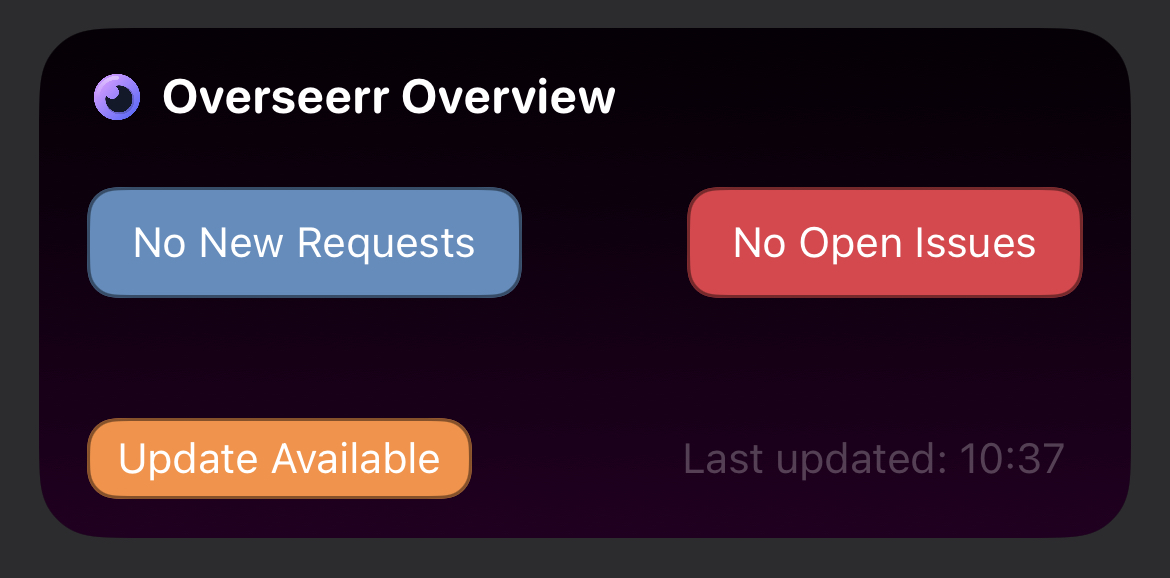 Overseerr Overview
No New Requests
No Open Issues
Update Available
Last updated: 10:37